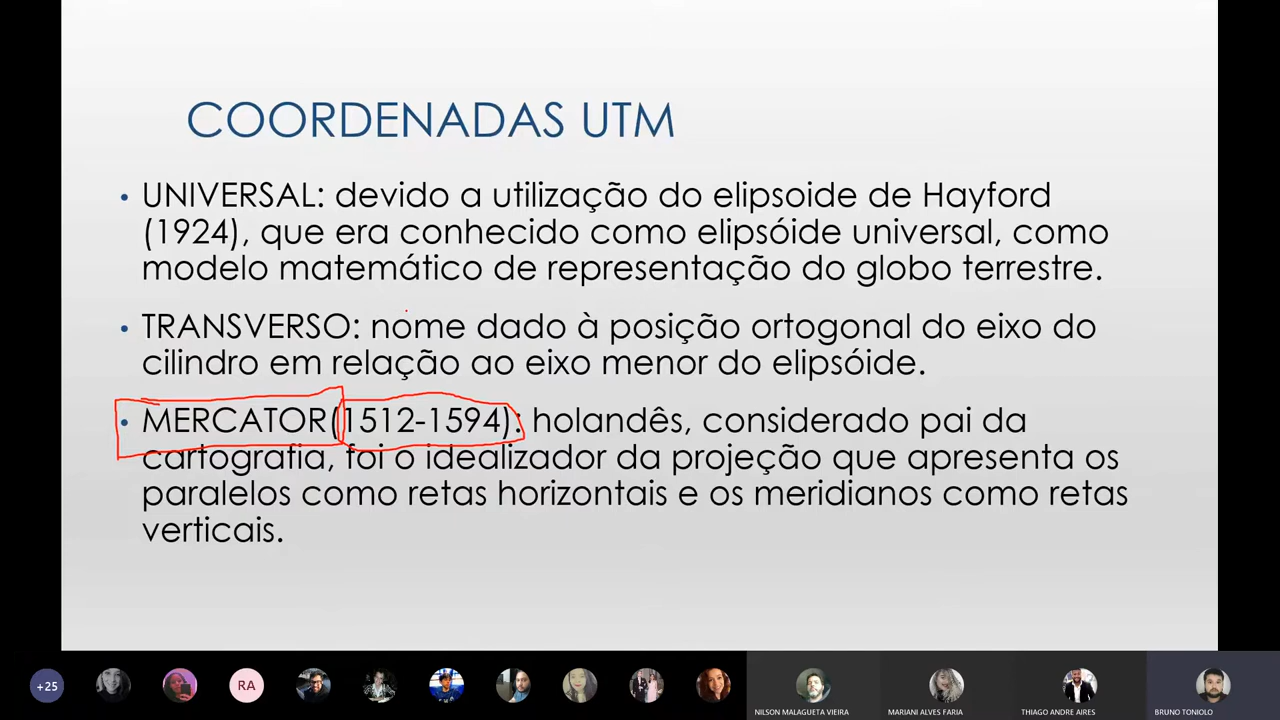 COORDENADAS UTM
• UNIVERSAL: devido a utilização do elipsoide de Hayford
(1924), que era conhecido como elipsóide universal, como
modelo matemático de representação do globo terrestre.
• TRANSVERSO: nome dado à posição ortogonal do eixo do
cilindro em relação ao eixo menor do elipsóide.
• MERCATOR(1512-1594): holandês, considerado pai da
cartografia, foi o idealizador da projeção que apresenta os
paralelos como retas horizontais e os meridianos como retas
verticais.
+25
RA
NILSON MALAGUETA VIEIRA
MARIANI ALVES FARIA
THIAGO ANDRE AIRES
BRUNO TONIOLO